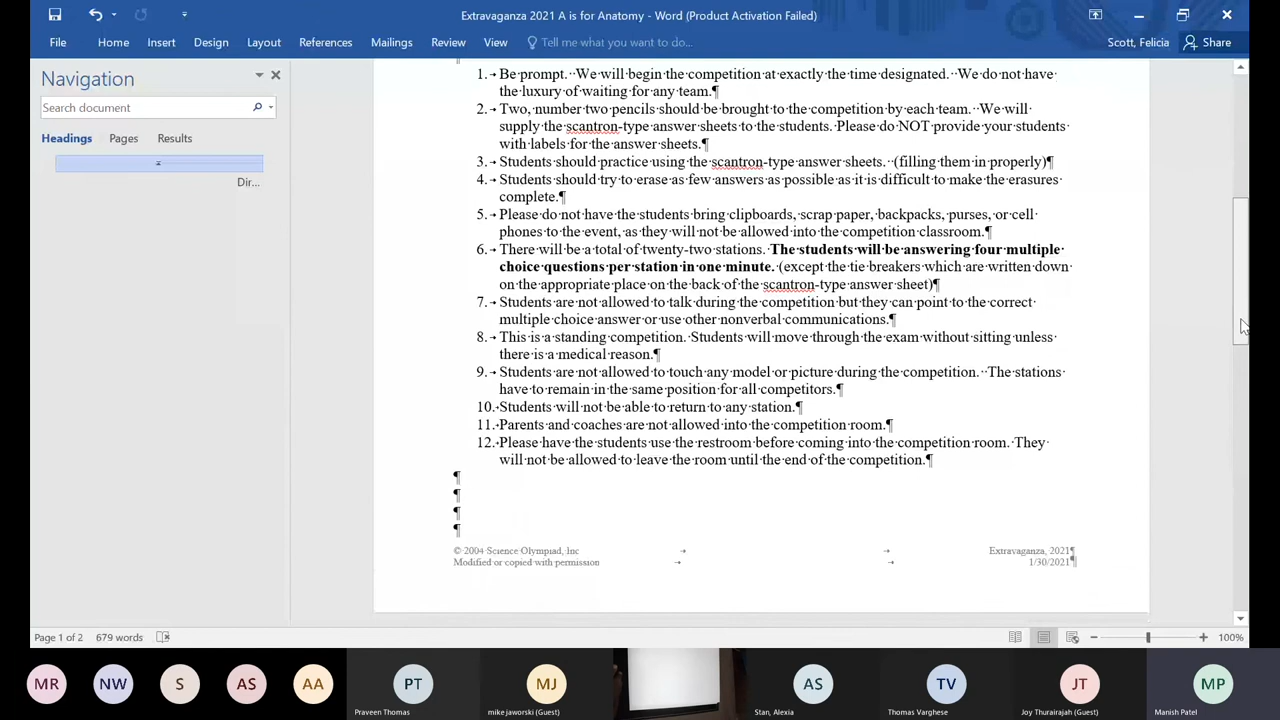 Extravaganza 2021 A is for Anatomy - Word (Product Activation Failed)
File Home Insert Design Layout References Mailings Review View Tell me what you want to do... Scott, Felicia Share
Navigation
Search document
Headings Pages Results
Dir...
1. Be prompt. We will begin the competition at exactly the time designated. We do not have
the luxury of waiting for any team.¶
2. Two, number two pencils should be brought to the competition by each team. We will
supply the scantron-type answer sheets to the students. Please do NOT provide your students
with labels for the answer sheets.¶
3. Students should practice using the scantron-type answer sheets. (filling them in properly)¶
4. Students should try to erase as few answers as possible as it is difficult to make the erasures
complete.¶
5. Please do not have the students bring clipboards, scrap paper, backpacks, purses, or cell
phones to the event, as they will not be allowed into the competition classroom.¶
6. There will be a total of twenty-two stations. The students will be answering four multiple
choice questions per station in one minute. (except the tie breakers which are written down
on the appropriate place on the back of the scantron-type answer sheet)¶
7. Students are not allowed to talk during the competition but they can point to the correct
multiple choice answer or use other nonverbal communications.¶
8. This is a standing competition. Students will move through the exam without sitting unless
there is a medical reason.¶
9. Students are not allowed to touch any model or picture during the competition. The stations
have to remain in the same position for all competitors.¶
10. Students will not be able to return to any station.¶
11. Parents and coaches are not allowed into the competition room.¶
12. Please have the students use the restroom before coming into the competition room. They
will not be allowed to leave the room until the end of the competition.¶
¶
¶
¶
¶
© 2004 Science Olympiad, Inc → → Extravaganza, 2021¶
Modified or copied with permission → → 1/30/2021¶
Page 1 of 2 679 words 100%
MR NW S AS AA PT MJ AS TV JT MP
Praveen Thomas mike jaworski (Guest) Stan, Alexia Thomas Varghese Joy Thurairajah (Guest) Manish Patel